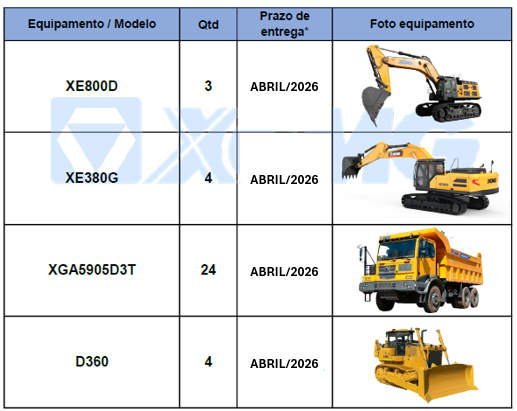 Equipamento / Modelo
Qtd
Prazo de
entrega*
Foto equipamento
XE800D
3
ABRIL/2026
XE380G
4
ABRIL/2026
XGA5905D3T
24
ABRIL/2026
D360
4
ABRIL/2026
XCMG